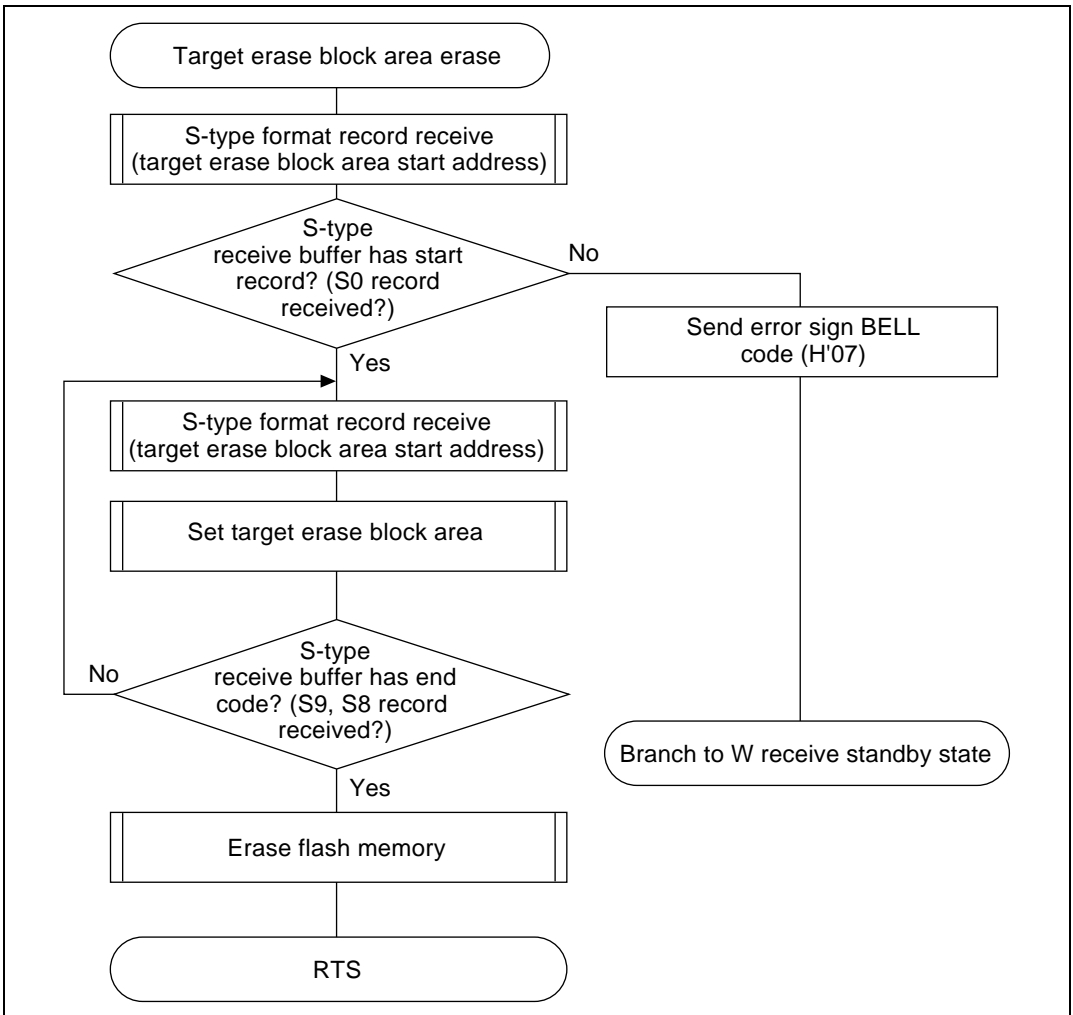 Target erase block area erase
S-type format record receive
(target erase block area start address)
S-type
receive buffer has start
record? (S0 record
received?)
No
Send error sign BELL
code (H'07)
Yes
S-type format record receive
(target erase block area start address)
Set target erase block area
S-type
receive buffer has end
code? (S9, S8 record
received?)
No
Branch to W receive standby state
Yes
Erase flash memory
RTS